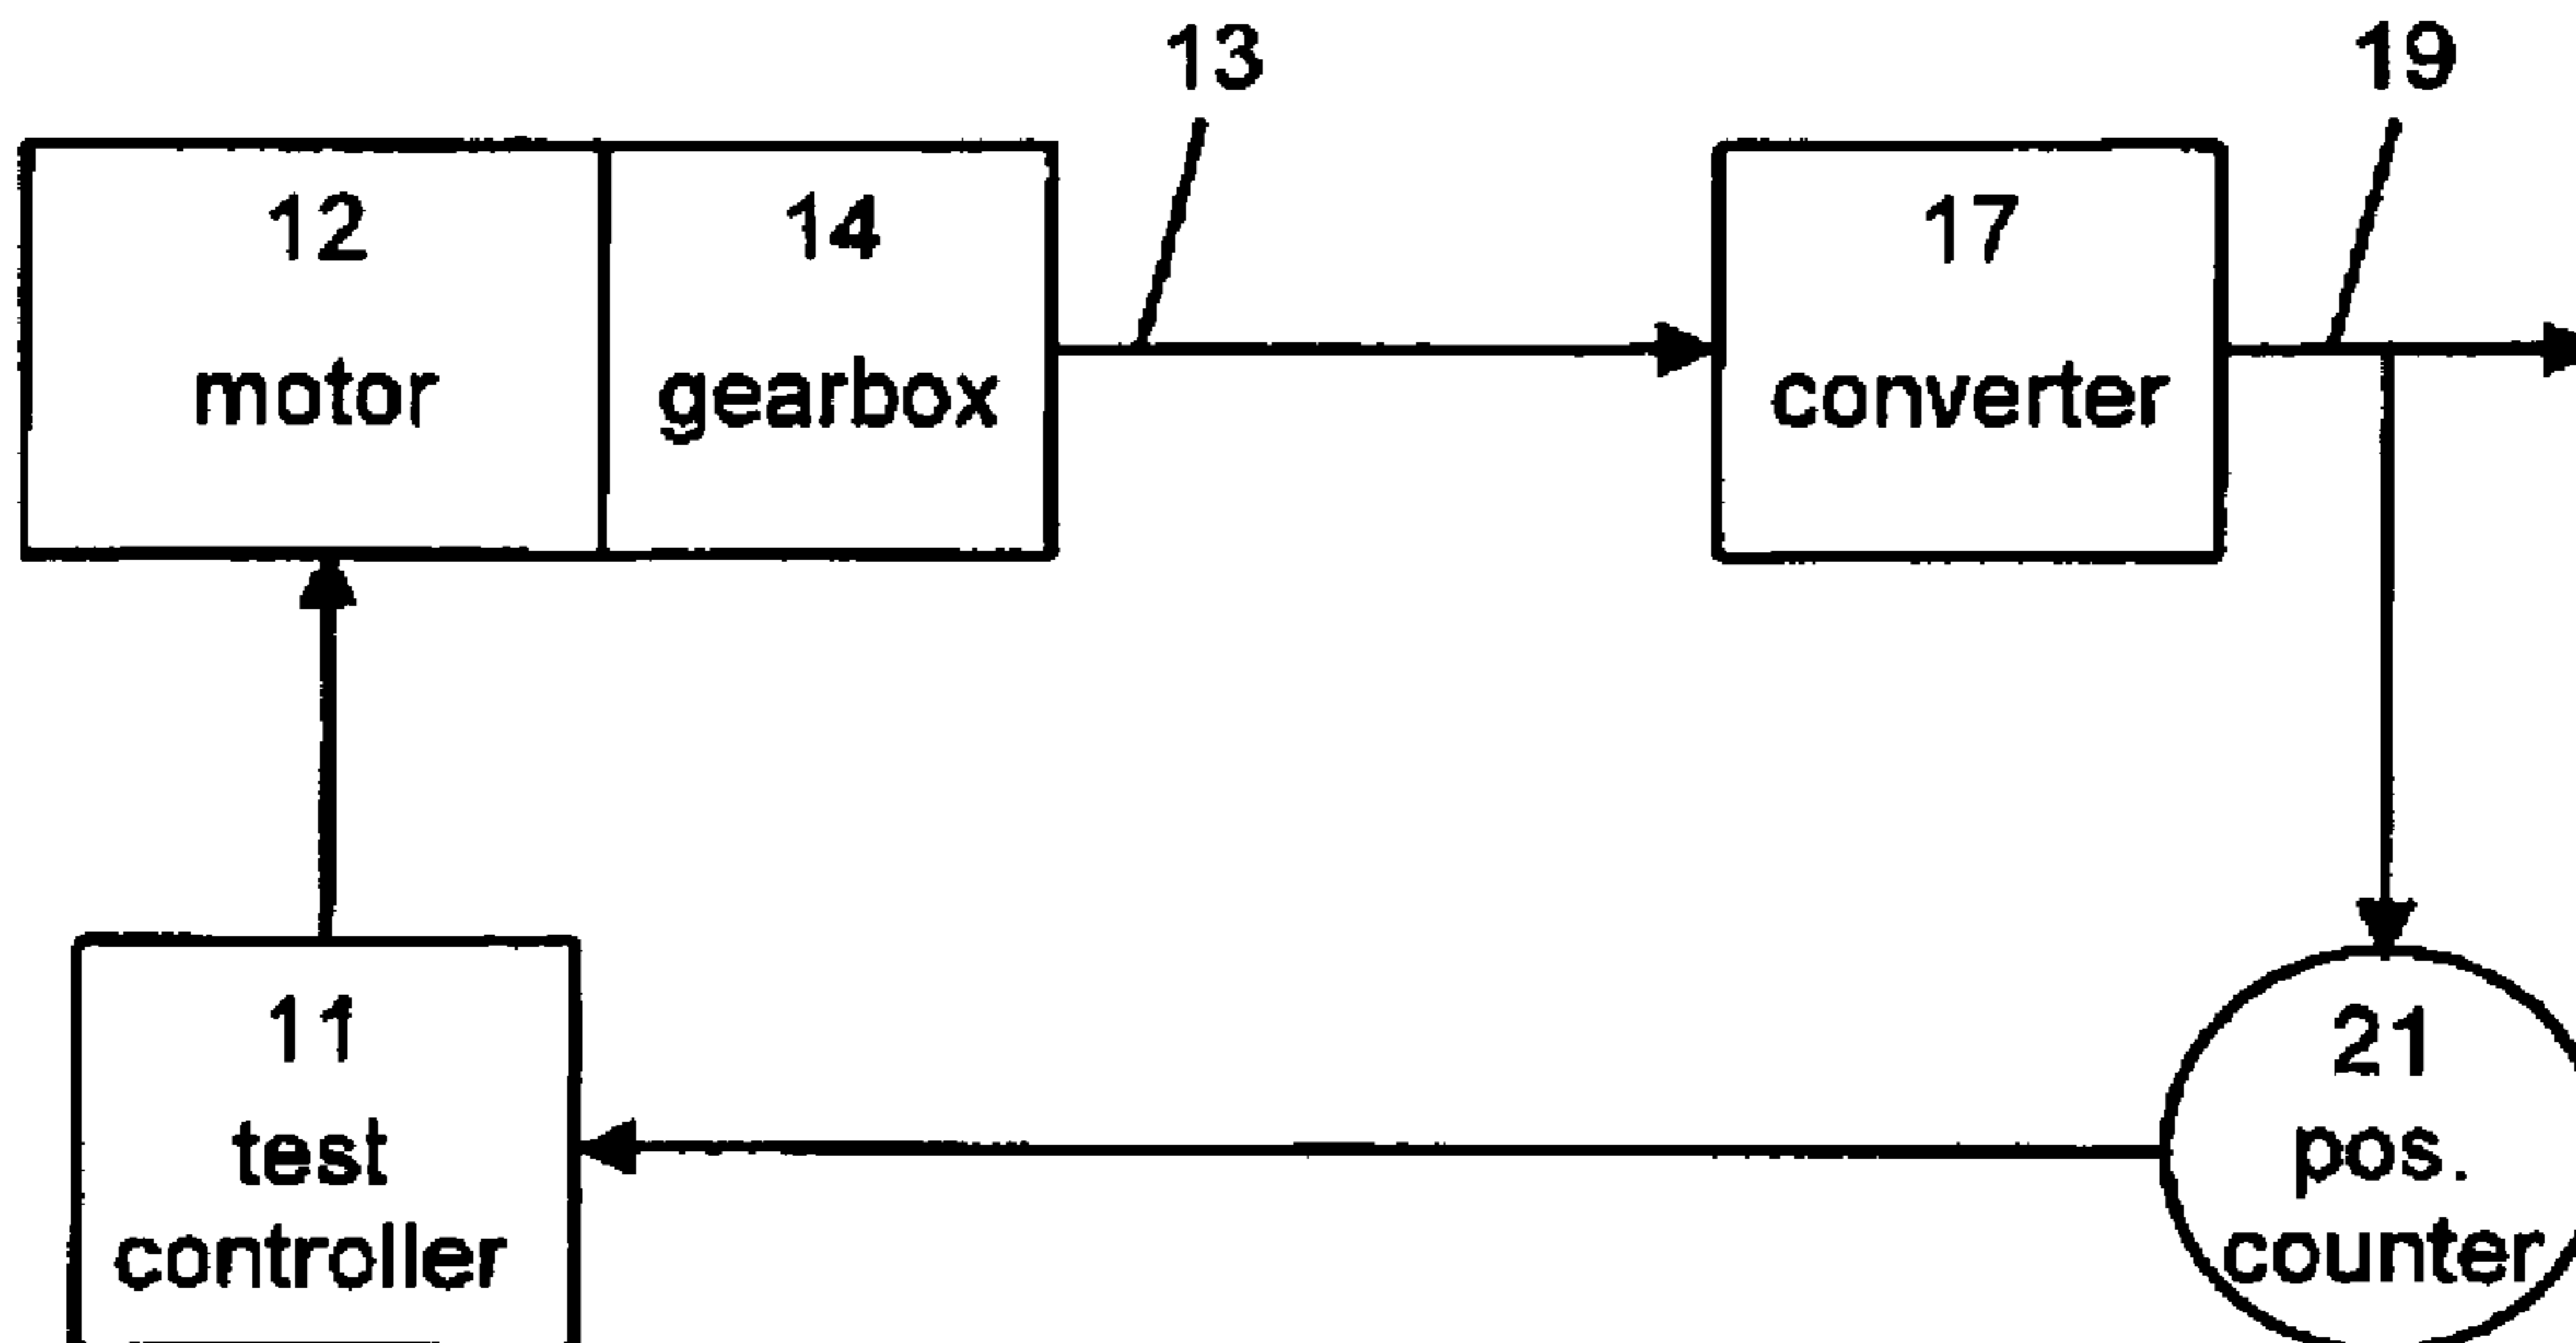 13
19
12
motor
14
gearbox
17
converter
11
test
controller
21
pos.
counter